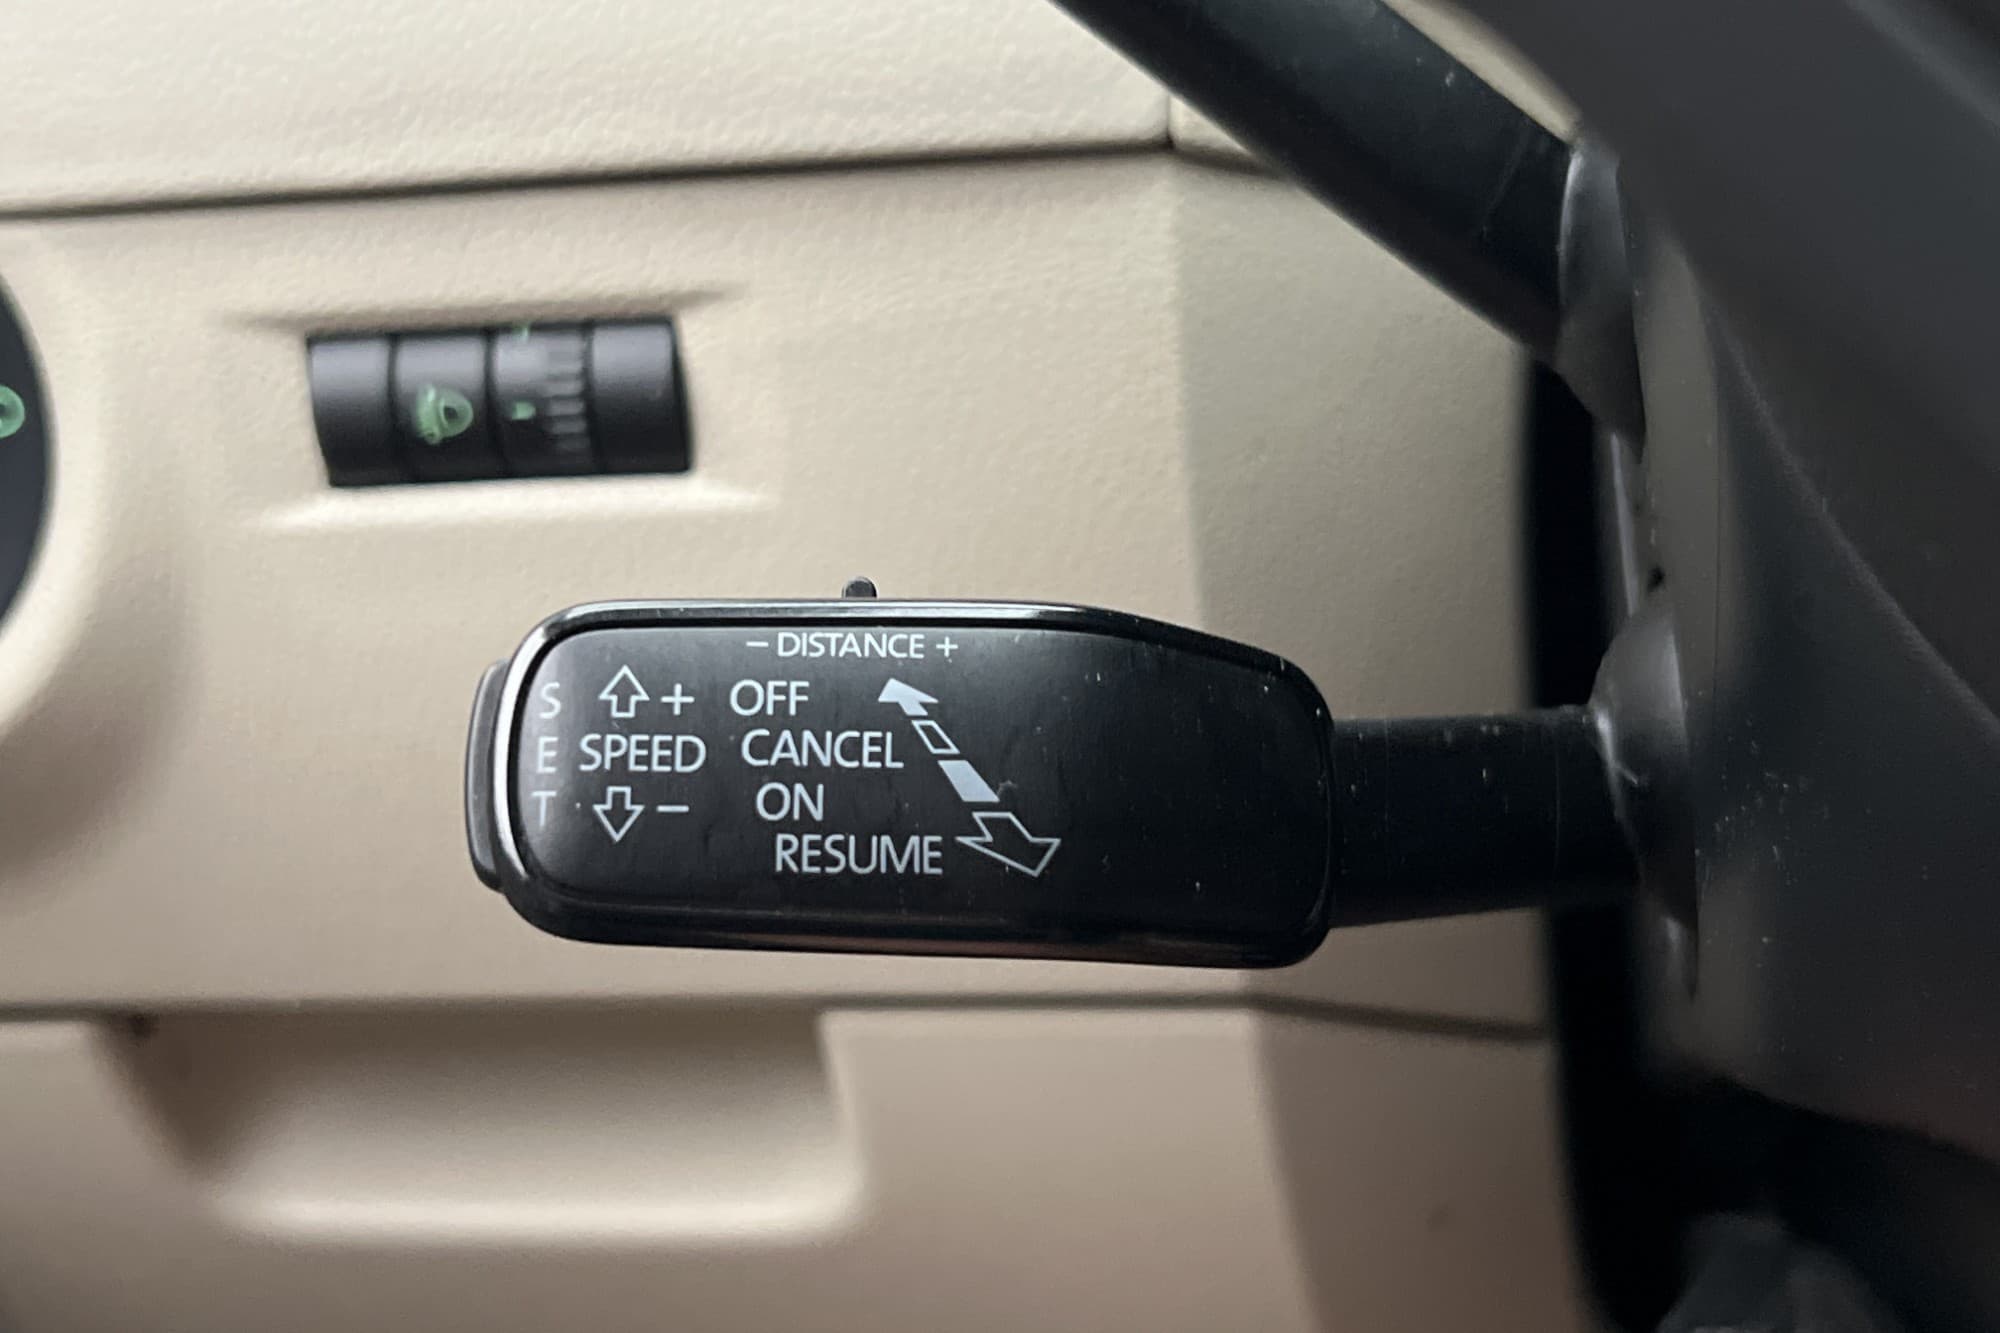 – DISTANCE +
S + OFF
E SPEED CANCEL
T – ON
RESUME